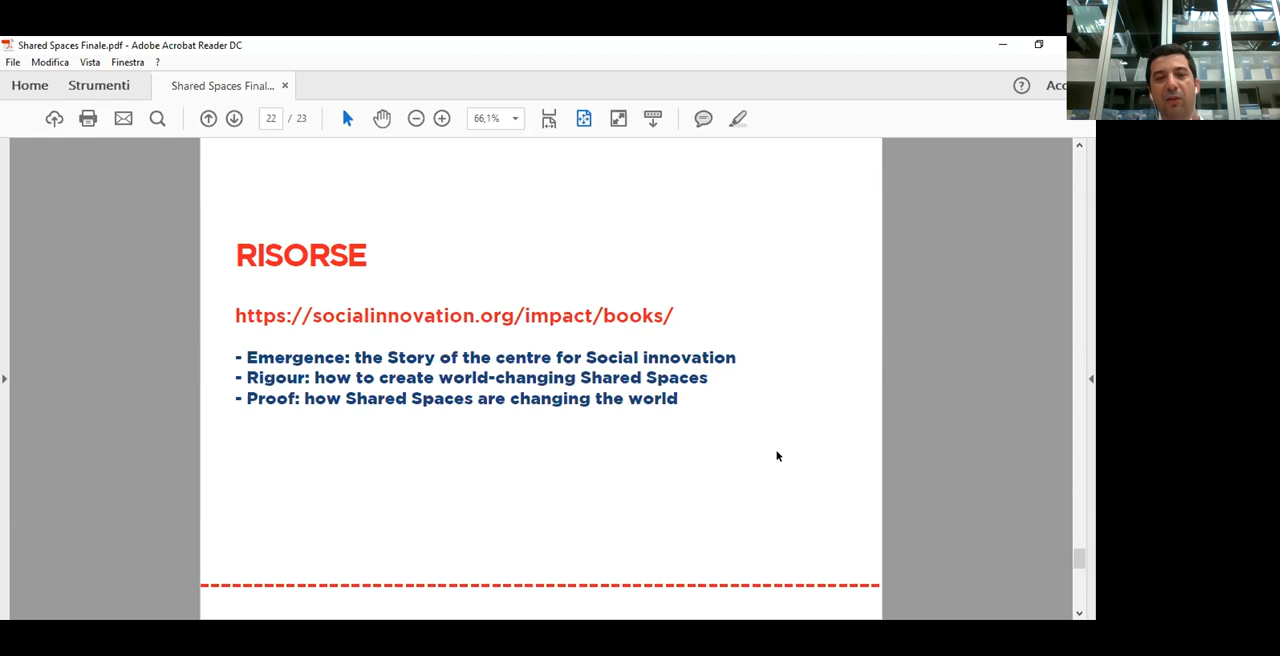 Shared Spaces Finale.pdf - Adobe Acrobat Reader DC
File Modifica Vista Finestra ?
Home Strumenti Shared Spaces Final... × ?
22 / 23 66,1%
RISORSE
https://socialinnovation.org/impact/books/
- Emergence: the Story of the centre for Social innovation
- Rigour: how to create world-changing Shared Spaces
- Proof: how Shared Spaces are changing the world